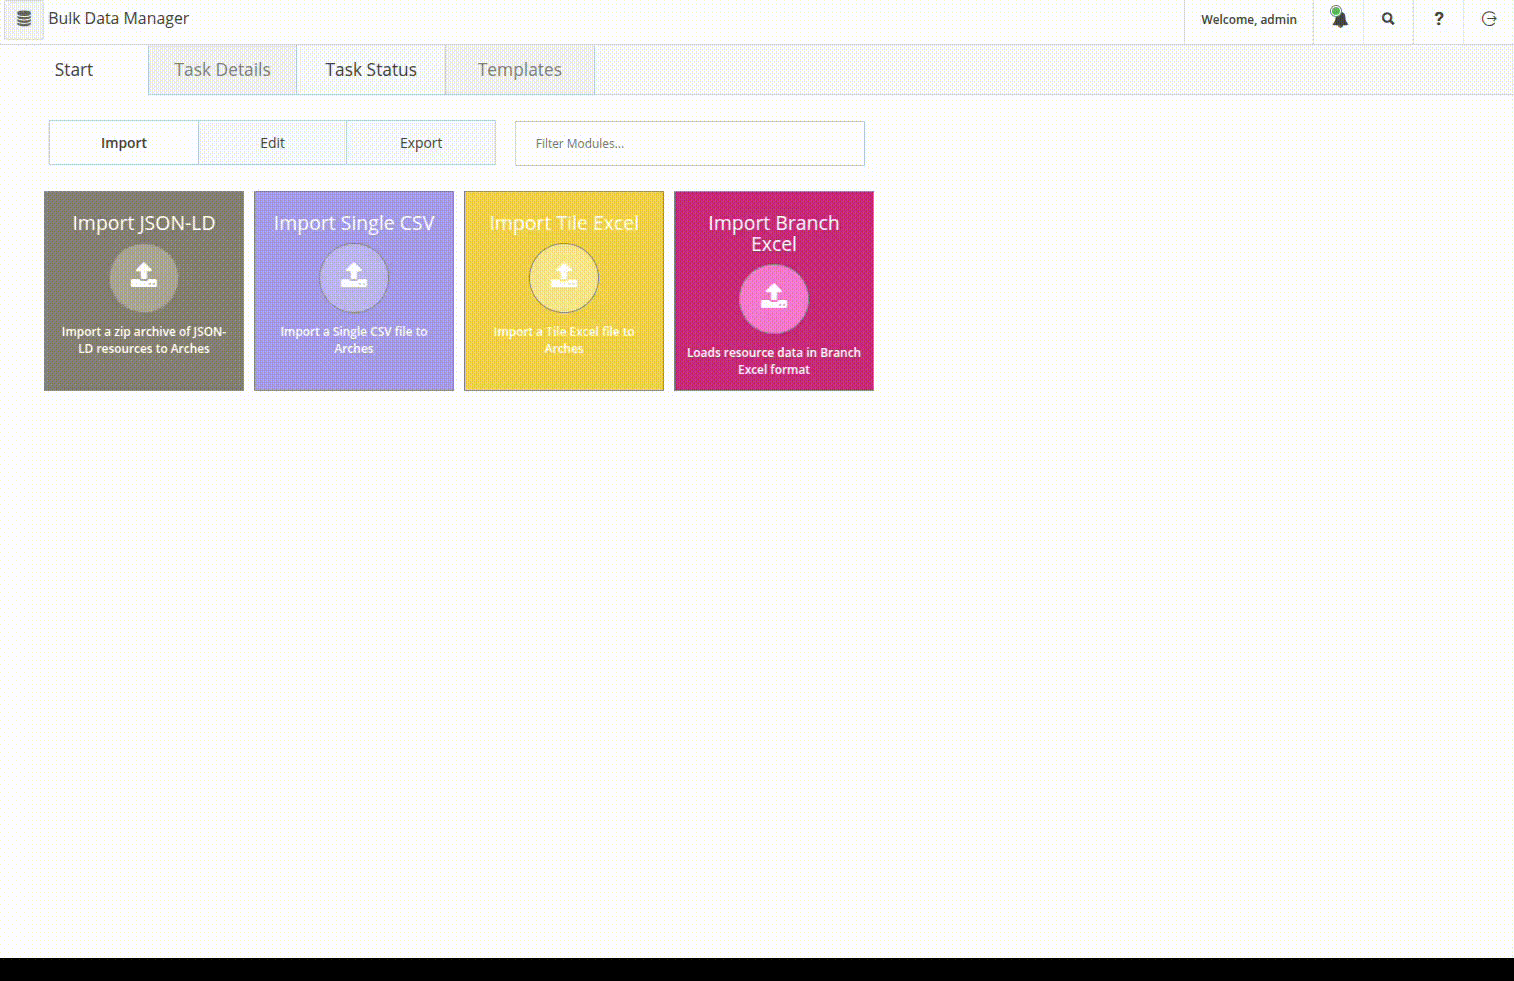 Bulk Data Manager
Welcome, admin
?
Start
Task Details
Task Status
Templates
Import
Edit
Export
Filter Modules...
Import JSON-LD
Import a zip archive of JSON-
LD resources to Arches
Import Single CSV
Import a Single CSV file to
Arches
Import Tile Excel
Import a Tile Excel file to
Arches
Import Branch
Excel
Loads resource data in Branch
Excel format